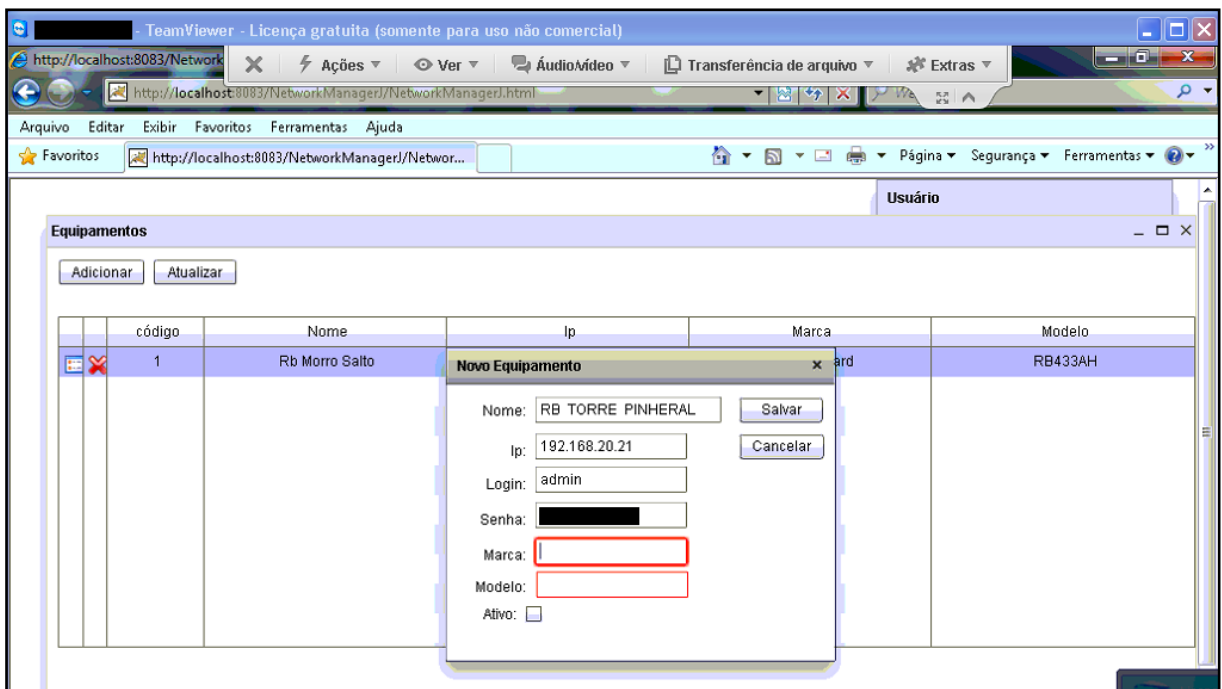 - TeamViewer - Licença gratuita (somente para uso não comercial)
http://localhost:8083/Network
Ações Ver Áudio/vídeo Transferência de arquivo Extras
http://localhost:8083/NetworkManagerJ/NetworkManagerJ.html
Arquivo Editar Exibir Favoritos Ferramentas Ajuda
Favoritos http://localhost:8083/NetworkManagerJ/Networ... Página Segurança Ferramentas
Usuário
Equipamentos
Adicionar Atualizar
código Nome Ip Marca Modelo
1 Rb Morro Salto ard RB433AH
Novo Equipamento
Nome: RB TORRE PINHERAL Salvar
Ip: 192.168.20.21 Cancelar
Login: admin
Senha:
Marca:
Modelo:
Ativo: